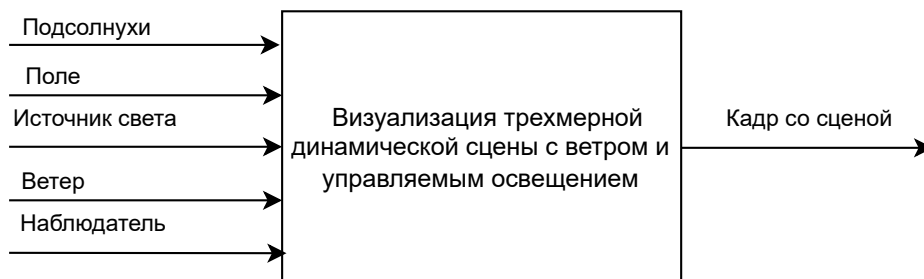 Подсолнухи
Поле
Источник света
Ветер
Наблюдатель
Визуализация трехмерной
динамической сцены с ветром и
управляемым освещением
Кадр со сценой